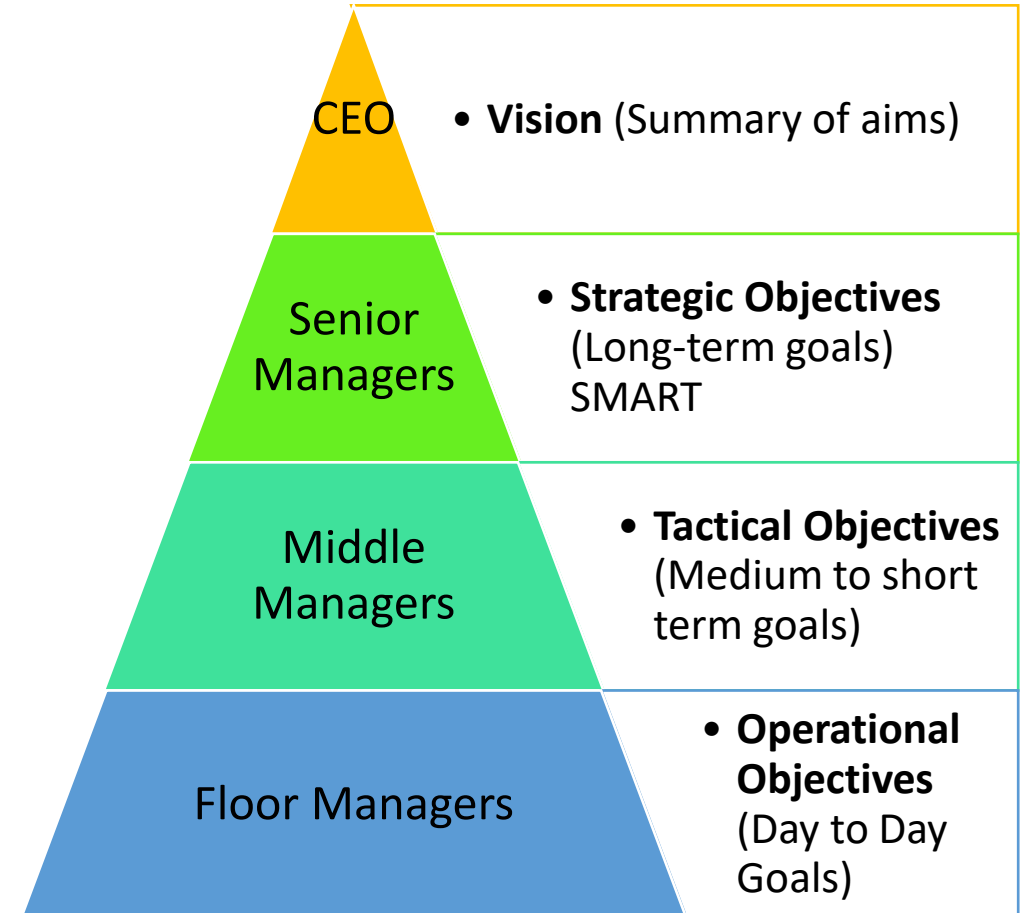 CEO
• Vision (Summary of aims)
Senior
Managers
• Strategic Objectives
(Long-term goals)
SMART
Middle
Managers
• Tactical Objectives
(Medium to short
term goals)
Floor Managers
• Operational
Objectives
(Day to Day
Goals)